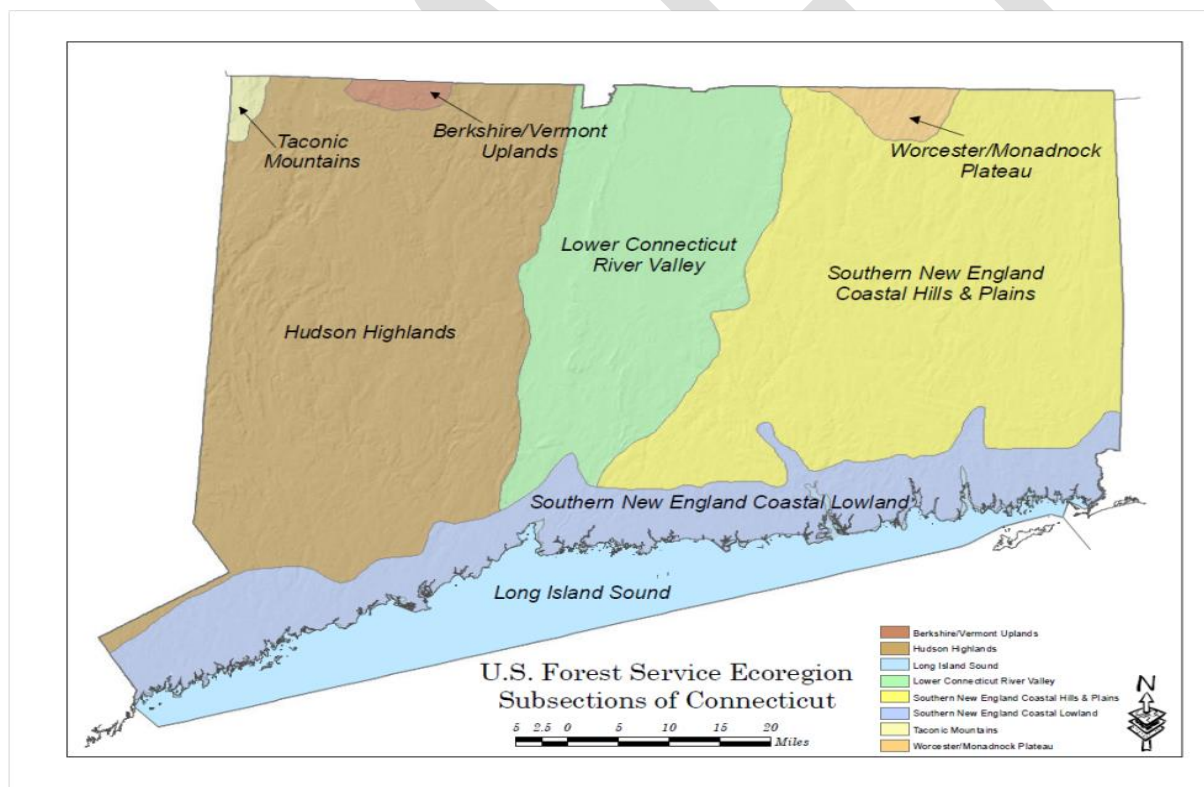 Taconic
Mountains
Berkshire/Vermont
Uplands
Worcester/Monadnock
Plateau
Lower Connecticut
River Valley
Southern New England
Coastal Hills & Plains
Hudson Highlands
Southern New England Coastal Lowland
Long Island Sound
U.S. Forest Service Ecoregion
Subsections of Connecticut
5 2.5 0 5 10 15 20
Miles
Berkshire/Vermont Uplands
Hudson Highlands
Long Island Sound
Lower Connecticut River Valley
Southern New England Coastal Hills & Plains
Southern New England Coastal Lowland
Taconic Mountains
Worcester/Monadnock Plateau
N